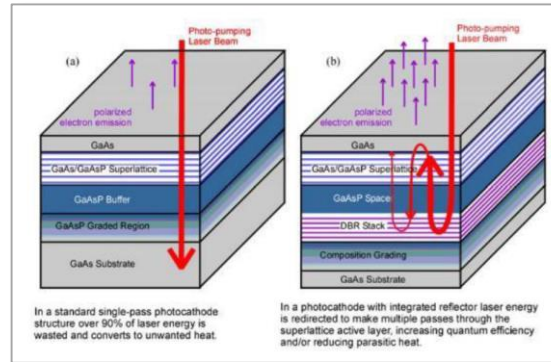 Photo-pumping
Laser Beam
(a)
polarized
electron emission
GaAs
GaAs/GaAsP Superlattice
GaAsP Buffer
GaAsP Graded Region
GaAs Substrate
In a standard single-pass photocathode
structure over 90% of laser energy is
wasted and converts to unwanted heat.
Photo-pumping
Laser Beam
(b)
polarized
electron emission
GaAs
GaAs/GaAsP Superlattice
GaAsP Space
DBR Stack
Composition Grading
GaAs Substrate
In a photocathode with integrated reflector laser energy
is redirected to make multiple passes through the
superlattice active layer, increasing quantum efficiency
and/or reducing parasitic heat.